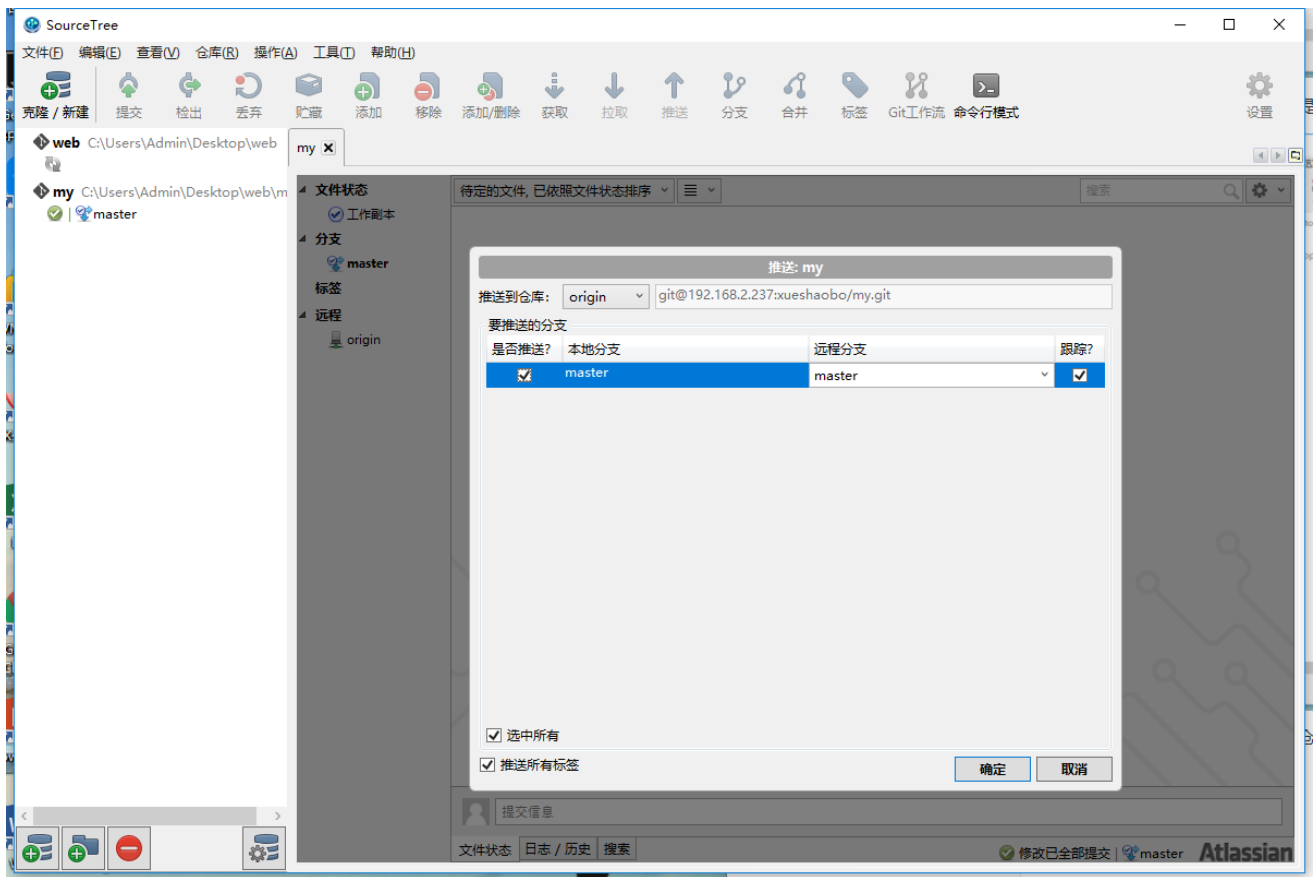 SourceTree
文件(F) 编辑(E) 查看(V) 仓库(R) 操作(A) 工具(T) 帮助(H)
克隆 / 新建 提交 检出 丢弃 贮藏 添加 移除 添加/删除 获取 拉取 推送 分支 合并 标签 Git工作流 命令行模式 设置
web C:\Users\Admin\Desktop\web
my C:\Users\Admin\Desktop\web\m
master
my
文件状态
工作副本
分支
master
标签
远程
origin
待定的文件, 已依照文件状态排序
搜索
推送: my
推送到仓库: origin git@192.168.2.237:xueshaobo/my.git
要推送的分支
是否推送? 本地分支 远程分支 跟踪?
master master
选中所有
推送所有标签
确定 取消
提交信息
文件状态 日志 / 历史 搜索
修改已全部提交 | master Atlassian